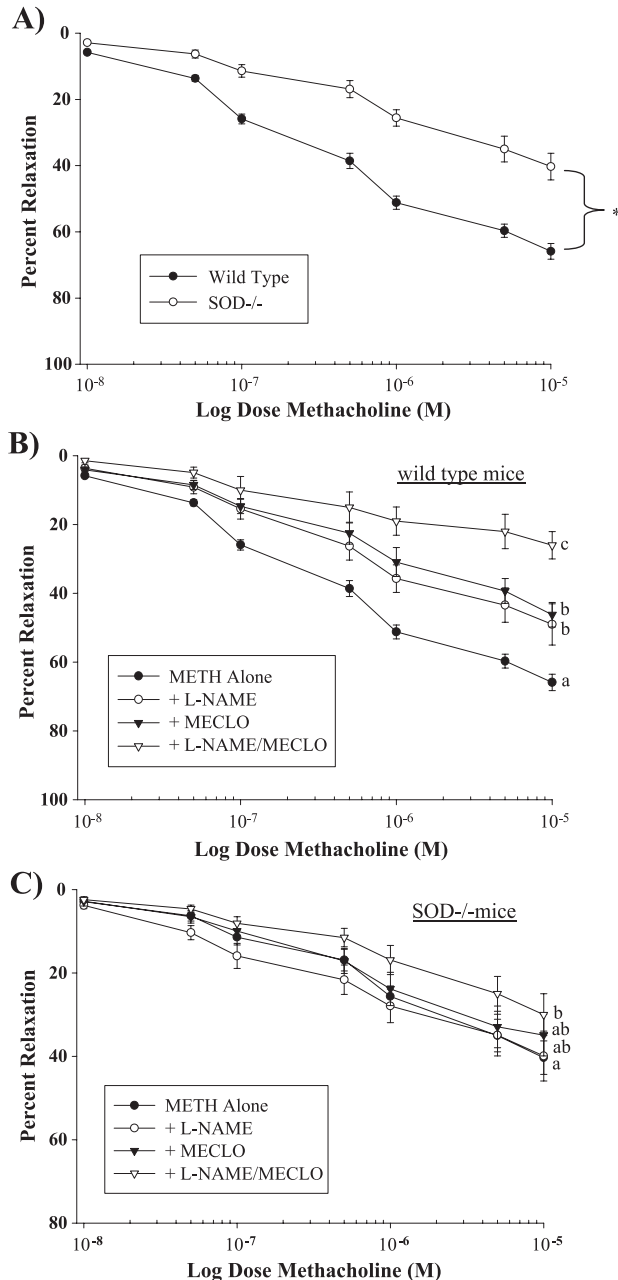 A)
0
20
40
60
80
100
Percent Relaxation
*
Wild Type
SOD-/-
10-8
10-7
10-6
10-5
Log Dose Methacholine (M)
B)
0
20
40
60
80
100
Percent Relaxation
wild type mice
c
b
b
a
METH Alone
+ L-NAME
+ MECLO
+ L-NAME/MECLO
10-8
10-7
10-6
10-5
Log Dose Methacholine (M)
C)
0
20
40
60
80
Percent Relaxation
SOD-/-mice
b
ab
ab
a
METH Alone
+ L-NAME
+ MECLO
+ L-NAME/MECLO
10-8
10-7
10-6
10-5
Log Dose Methacholine (M)